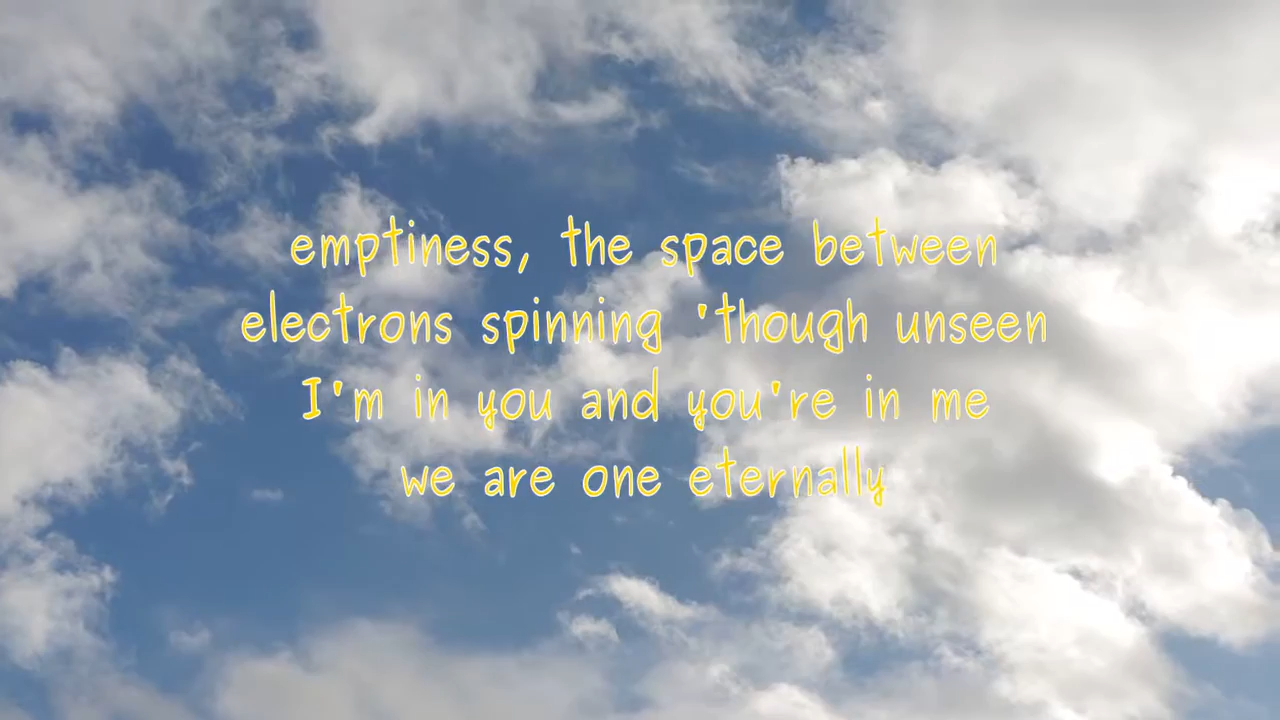 emptiness, the space between
electrons spinning 'though unseen
I'm in you and you're in me
we are one eternally